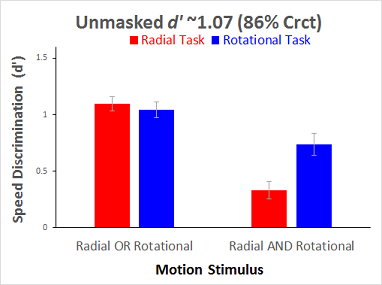 Unmasked d' ~1.07 (86% Crct)
Radial Task Rotational Task
Speed Discrimination (d')
1.5
1
0.5
0
Radial OR Rotational Radial AND Rotational
Motion Stimulus